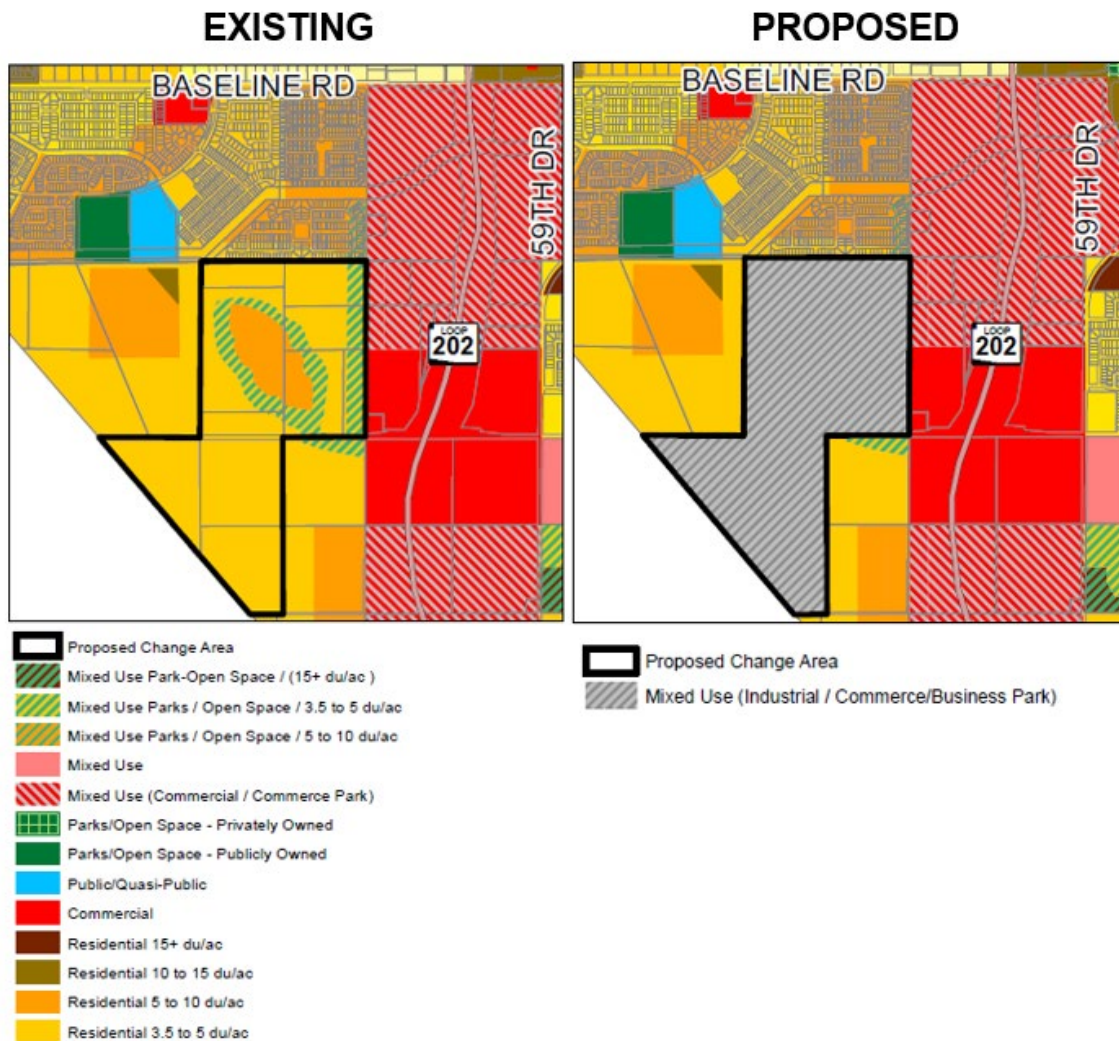 EXISTING
PROPOSED
BASELINE RD
59TH DR
LOOP
202
BASELINE RD
59TH DR
LOOP
202
Proposed Change Area
Mixed Use Park-Open Space / (15+ du/ac )
Mixed Use Parks / Open Space / 3.5 to 5 du/ac
Mixed Use Parks / Open Space / 5 to 10 du/ac
Mixed Use
Mixed Use (Commercial / Commerce Park)
Parks/Open Space - Privately Owned
Parks/Open Space - Publicly Owned
Public/Quasi-Public
Commercial
Residential 15+ du/ac
Residential 10 to 15 du/ac
Residential 5 to 10 du/ac
Residential 3.5 to 5 du/ac
Proposed Change Area
Mixed Use (Industrial / Commerce/Business Park)